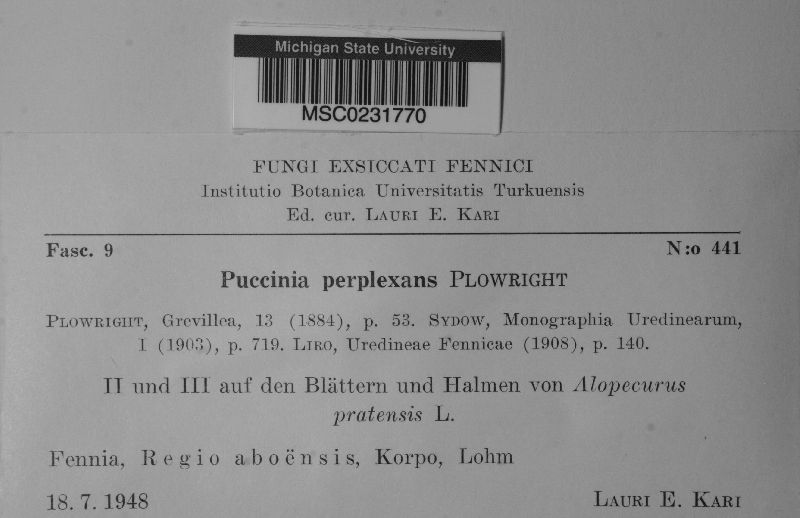 Michigan State University
MSC0231770
FUNGI EXSICCATI FENNICI
Institutio Botanica Universitatis Turkuensis
Ed. cur. LAURI E. KARI
Fasc. 9 N:o 441
Puccinia perplexans PLOWRIGHT
PLOWRIGHT, Grevillea, 13 (1884), p. 53. SYDOW, Monographia Uredinearum,
I (1903), p. 719. LIRO, Uredineae Fennicae (1908), p. 140.
II und III auf den Blättern und Halmen von Alopecurus
pratensis L.
Fennia, Regio aboënsis, Korpo, Lohm
18. 7. 1948 LAURI E. KARI